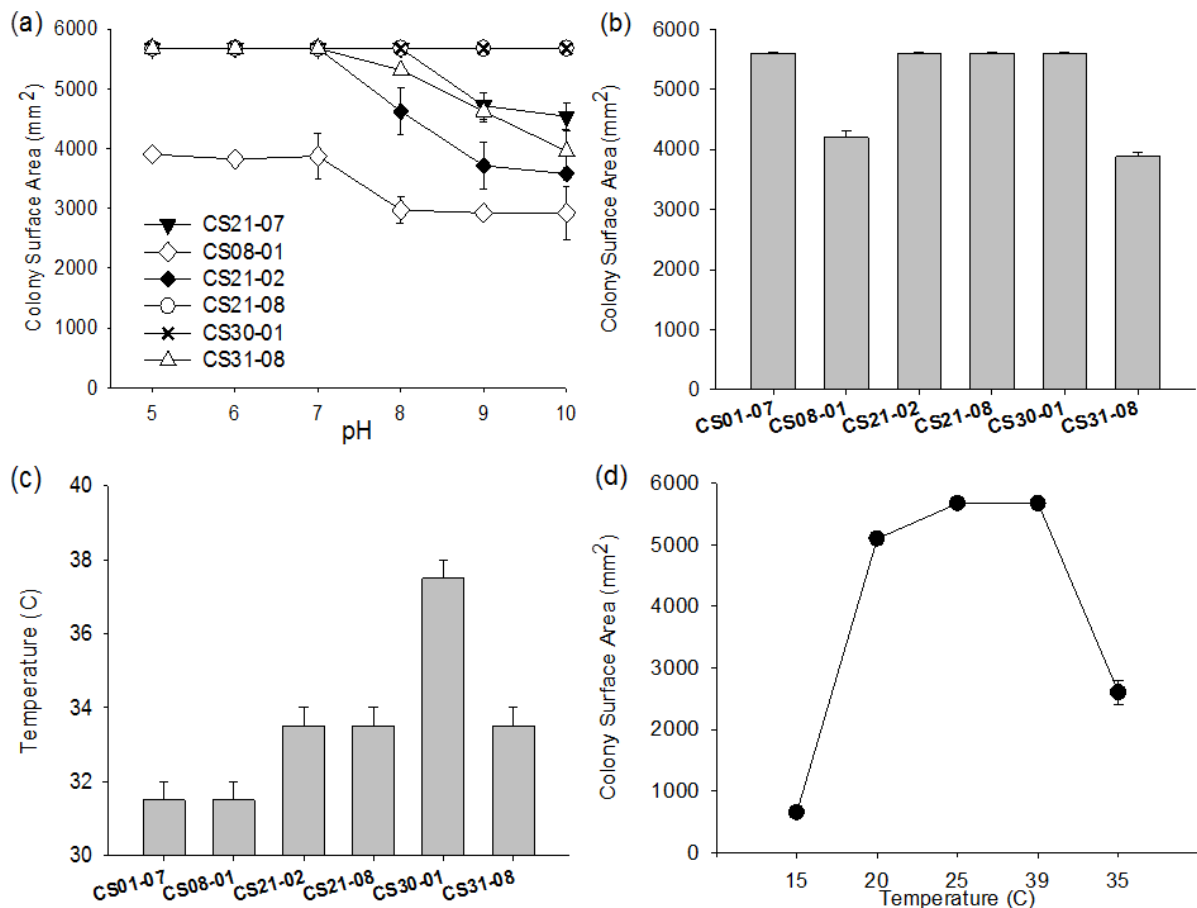 (a)
Colony Surface Area (mm²)
6000
5000
4000
3000
2000
1000
0
CS21-07
CS08-01
CS21-02
CS21-08
CS30-01
CS31-08
5 6 7 8 9 10
pH
(b)
Colony Surface Area (mm²)
6000
5000
4000
3000
2000
1000
0
CS01-07 CS08-01 CS21-02 CS21-08 CS30-01 CS31-08
(c)
Temperature (C)
40
38
36
34
32
30
CS01-07 CS08-01 CS21-02 CS21-08 CS30-01 CS31-08
(d)
Colony Surface Area (mm²)
6000
5000
4000
3000
2000
1000
0
15 20 25 39 35
Temperature (C)